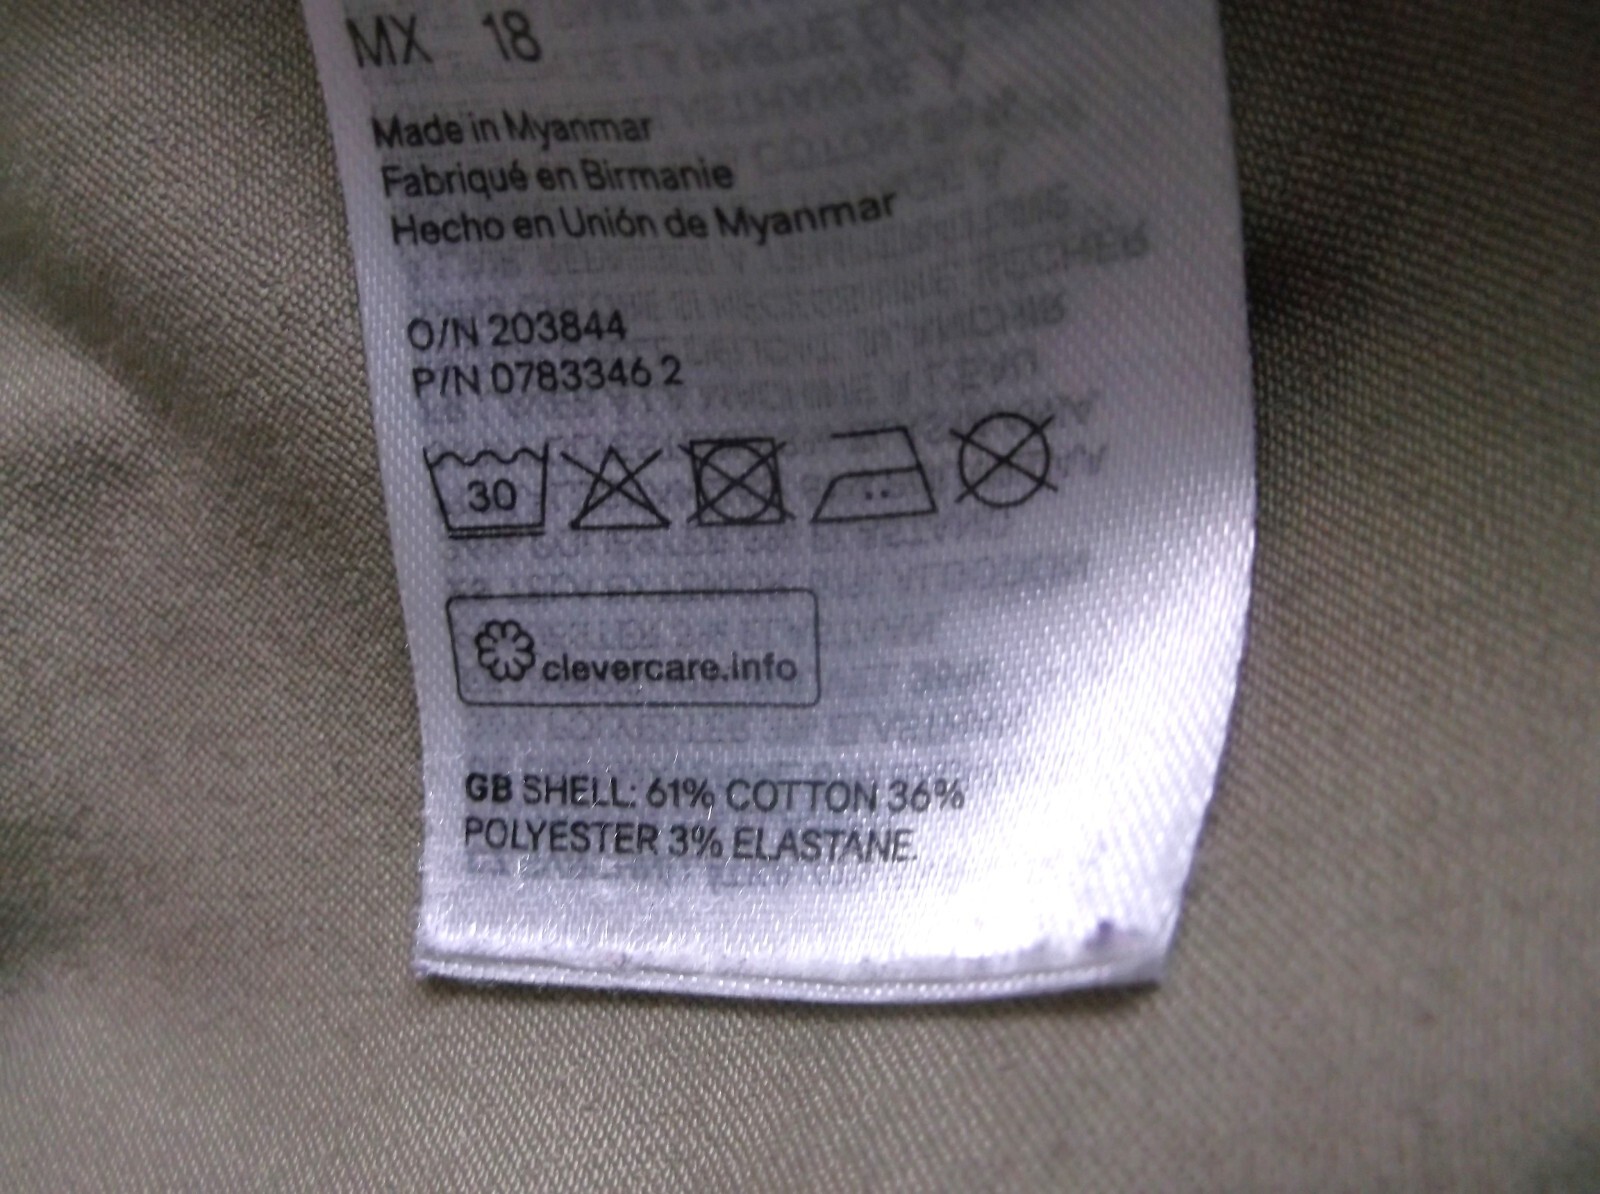 MX 18
Made in Myanmar
Fabriqué en Birmanie
Hecho en Unión de Myanmar
O/N 203844
P/N 0783346 2
30
clevercare.info
GB SHELL: 61% COTTON 36%
POLYESTER 3% ELASTANE.